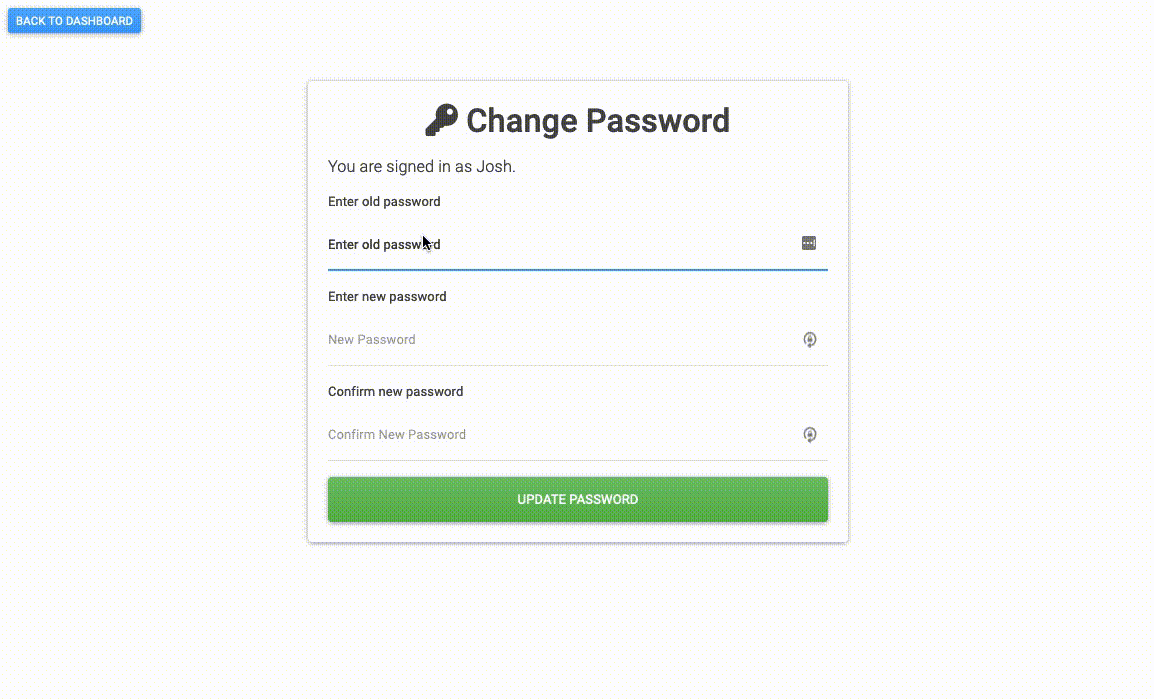 BACK TO DASHBOARD
Change Password
You are signed in as Josh.
Enter old password
Enter old password
Enter new password
New Password
Confirm new password
Confirm New Password
UPDATE PASSWORD